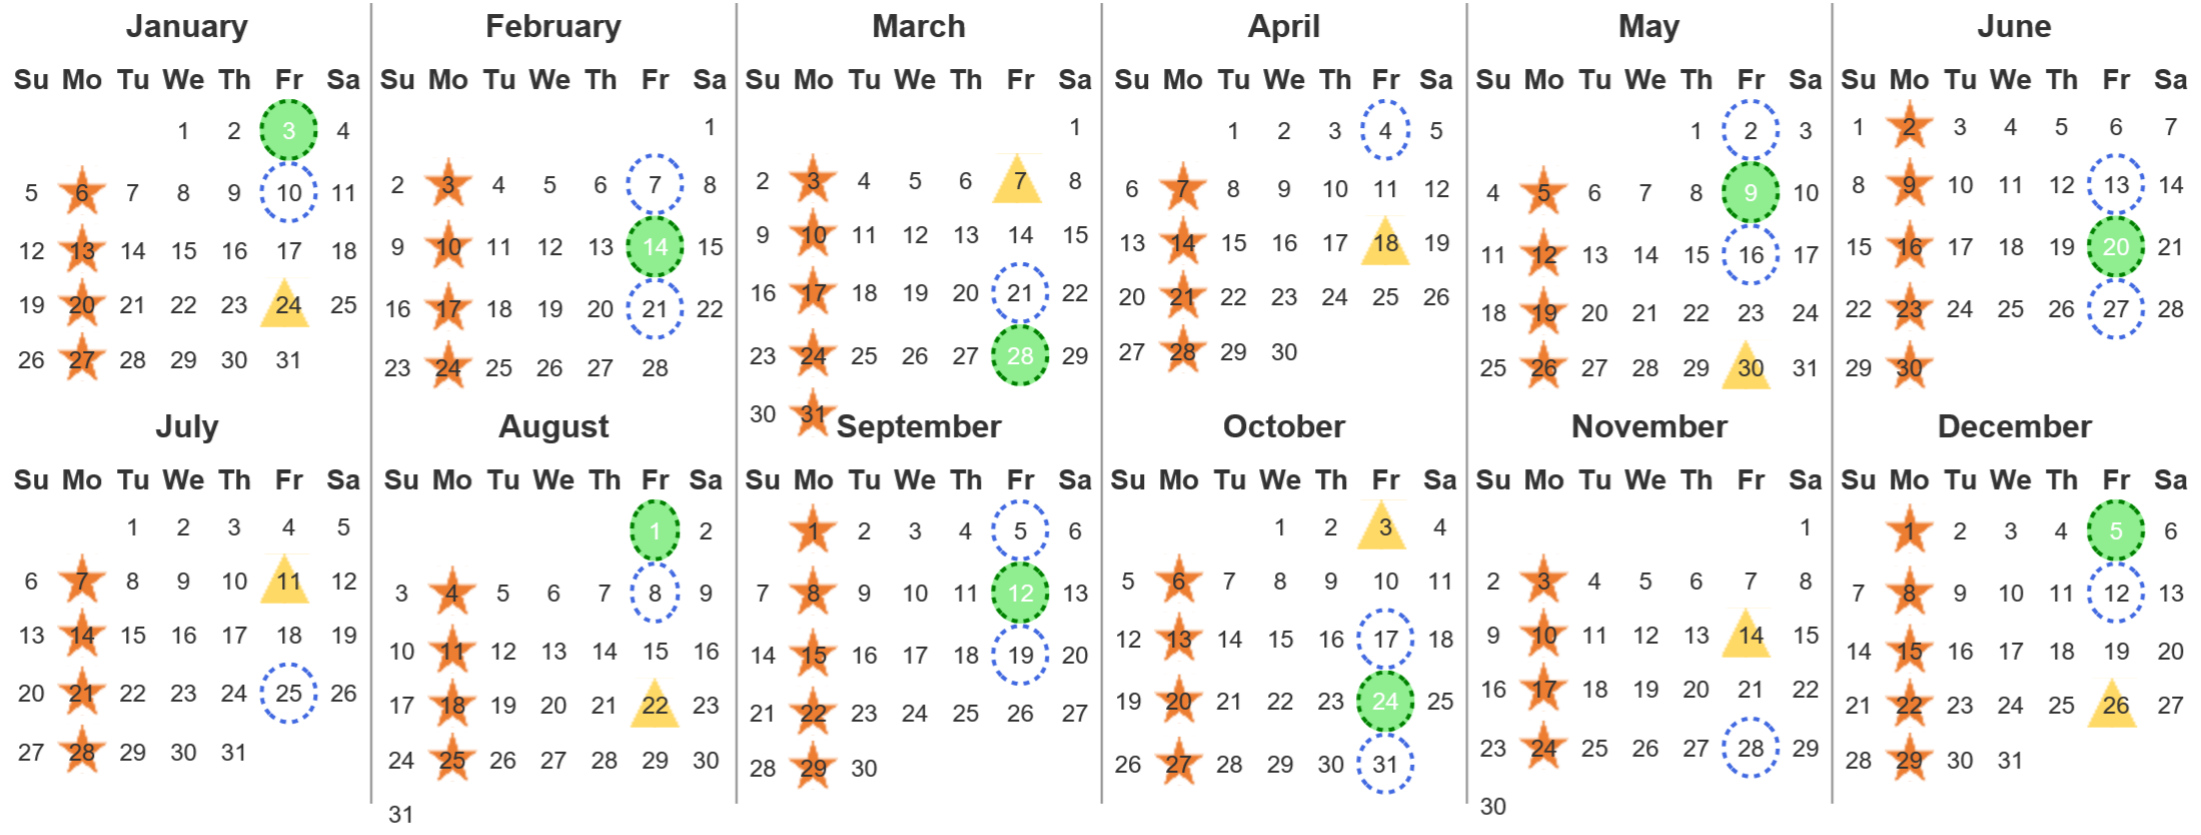 January February March April May June
Su Mo Tu We Th Fr Sa Su Mo Tu We Th Fr Sa Su Mo Tu We Th Fr Sa Su Mo Tu We Th Fr Sa Su Mo Tu We Th Fr Sa Su Mo Tu We Th Fr Sa
1 2 3 4 1 1 1 2 3 4 5 1 2 3 1 2 3 4 5 6 7
5 6 7 8 9 10 11 2 3 4 5 6 7 8 2 3 4 5 6 7 8 6 7 8 9 10 11 12 4 5 6 7 8 9 10 8 9 10 11 12 13 14
12 13 14 15 16 17 18 9 10 11 12 13 14 15 9 10 11 12 13 14 15 13 14 15 16 17 18 19 11 12 13 14 15 16 17 15 16 17 18 19 20 21
19 20 21 22 23 24 25 16 17 18 19 20 21 22 16 17 18 19 20 21 22 20 21 22 23 24 25 26 18 19 20 21 22 23 24 22 23 24 25 26 27 28
26 27 28 29 30 31 23 24 25 26 27 28 23 24 25 26 27 28 29 27 28 29 30 25 26 27 28 29 30 31 29 30
30 31
July August September October November December
Su Mo Tu We Th Fr Sa Su Mo Tu We Th Fr Sa Su Mo Tu We Th Fr Sa Su Mo Tu We Th Fr Sa Su Mo Tu We Th Fr Sa Su Mo Tu We Th Fr Sa
1 2 3 4 5 1 2 1 2 3 4 5 6 1 2 3 4 1 1 2 3 4 5 6
6 7 8 9 10 11 12 3 4 5 6 7 8 9 7 8 9 10 11 12 13 5 6 7 8 9 10 11 2 3 4 5 6 7 8 7 8 9 10 11 12 13
13 14 15 16 17 18 19 10 11 12 13 14 15 16 14 15 16 17 18 19 20 12 13 14 15 16 17 18 9 10 11 12 13 14 15 14 15 16 17 18 19 20
20 21 22 23 24 25 26 17 18 19 20 21 22 23 21 22 23 24 25 26 27 19 20 21 22 23 24 25 16 17 18 19 20 21 22 21 22 23 24 25 26 27
27 28 29 30 31 24 25 26 27 28 29 30 28 29 30 26 27 28 29 30 31 23 24 25 26 27 28 29 28 29 30 31
31 30